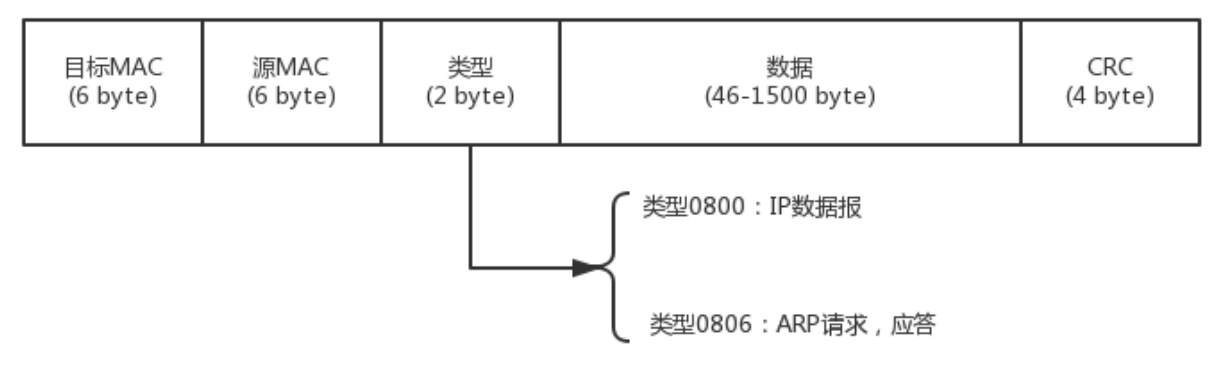 目标MAC
(6 byte)
源MAC
(6 byte)
类型
(2 byte)
数据
(46-1500 byte)
CRC
(4 byte)
类型0800：IP数据报
类型0806：ARP请求，应答